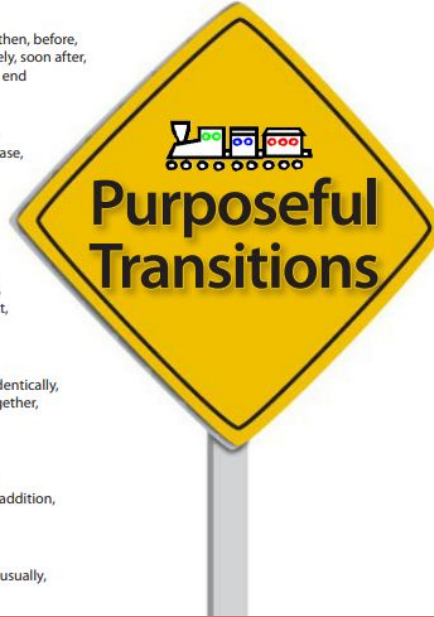 then, before,
ely, soon after,
end
ase,
Purposeful
Transitions
t,
dentically,
gether,
addition,
usually,